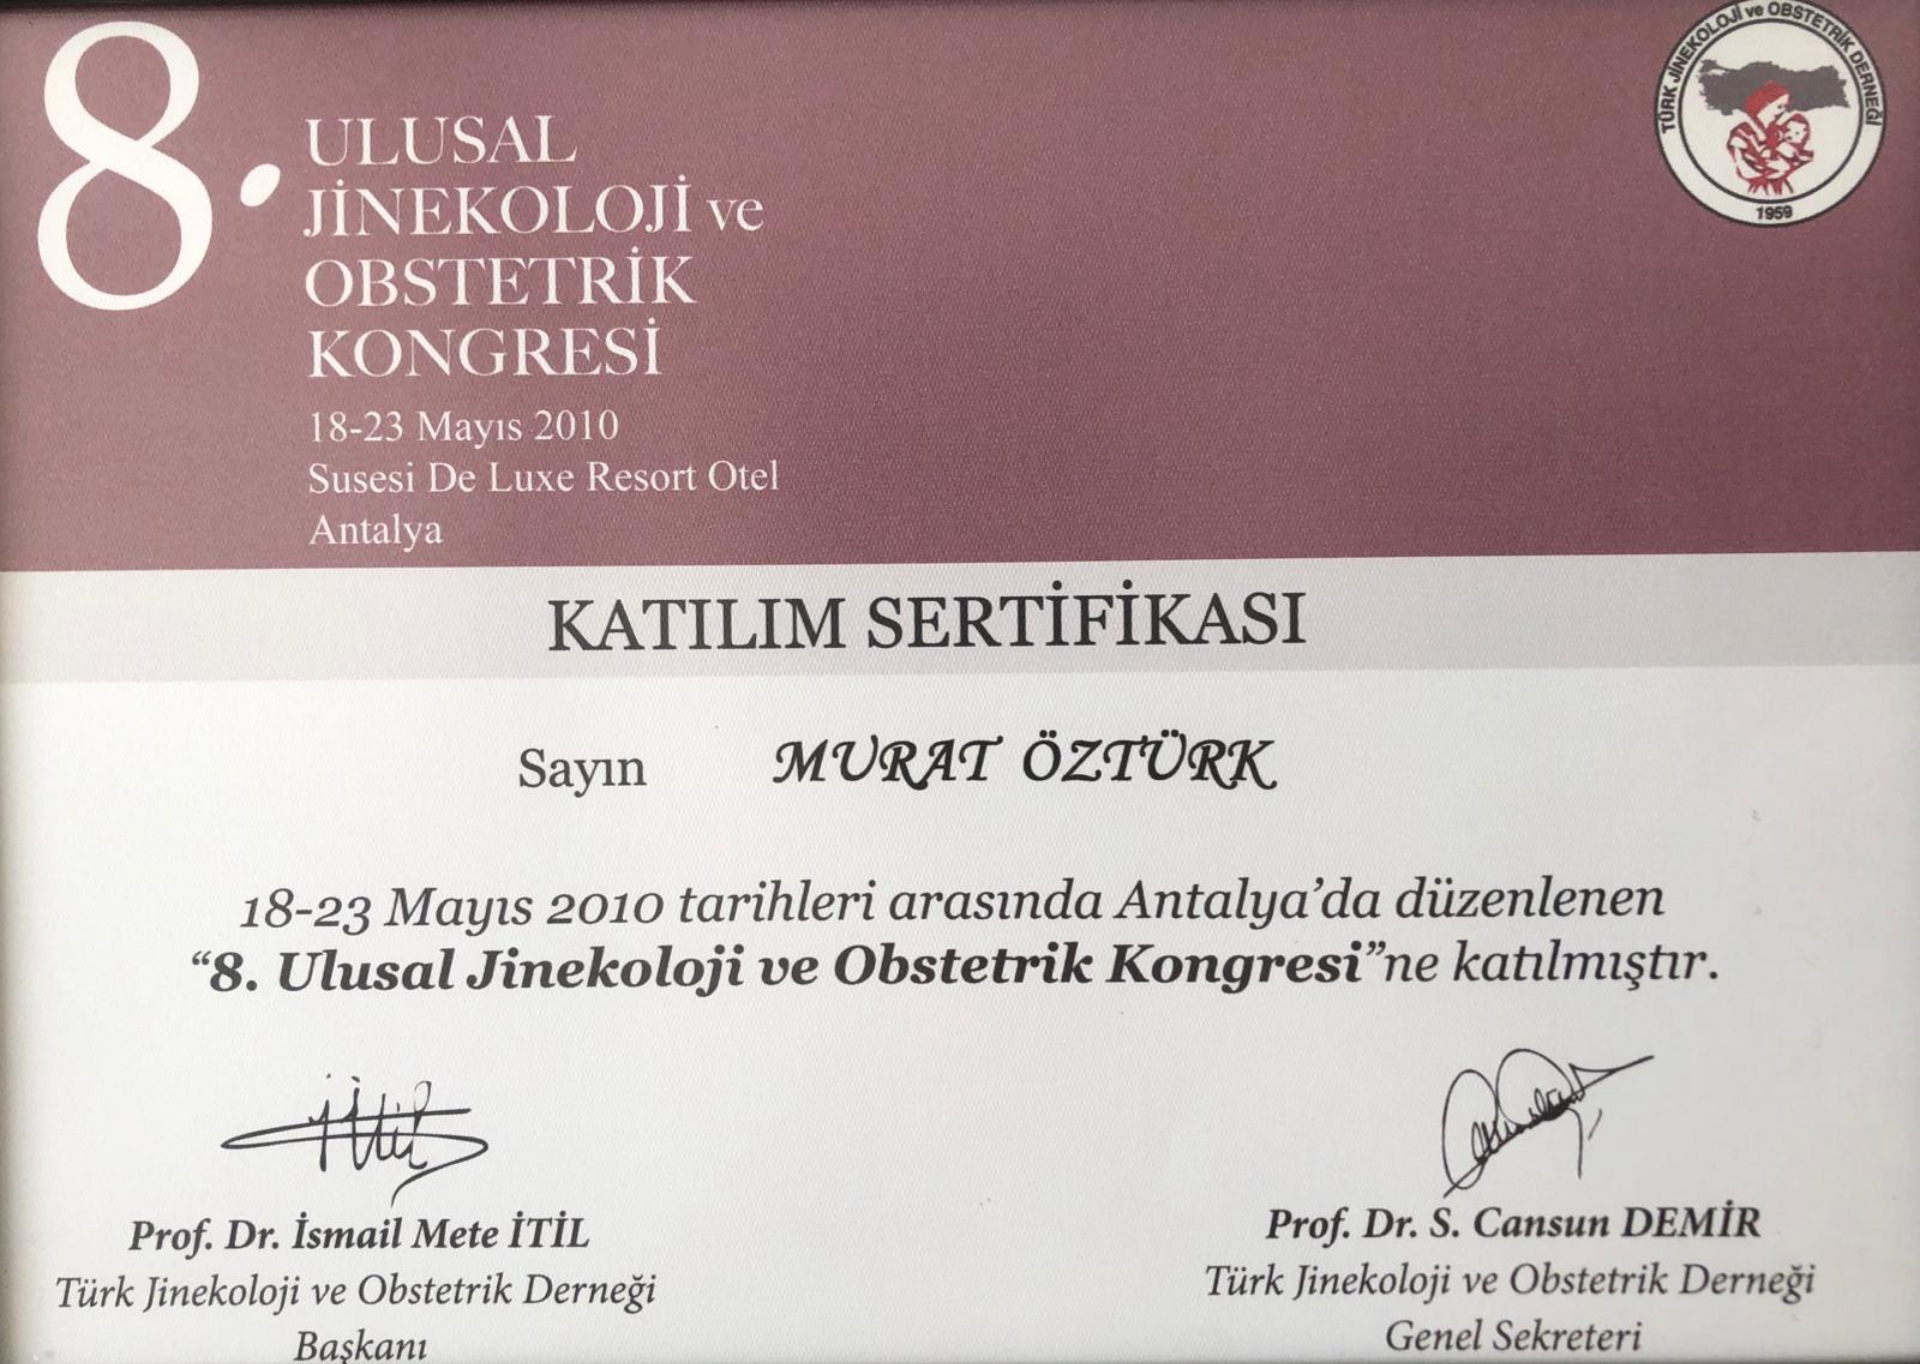 8.
ULUSAL
JİNEKOLOJİ ve
OBSTETRİK
KONGRESİ
18-23 Mayıs 2010
Susesi De Luxe Resort Otel
Antalya
TÜRK JİNEKOLOJİ ve OBSTETRİK DERNEĞİ
1959
KATILIM SERTİFİKASI
Sayın MURAT ÖZTÜRK
18-23 Mayıs 2010 tarihleri arasında Antalya’da düzenlenen
“8. Ulusal Jinekoloji ve Obstetrik Kongresi”ne katılmıştır.
Prof. Dr. İsmail Mete İTİL
Türk Jinekoloji ve Obstetrik Derneği
Başkanı
Prof. Dr. S. Cansun DEMİR
Türk Jinekoloji ve Obstetrik Derneği
Genel Sekreteri